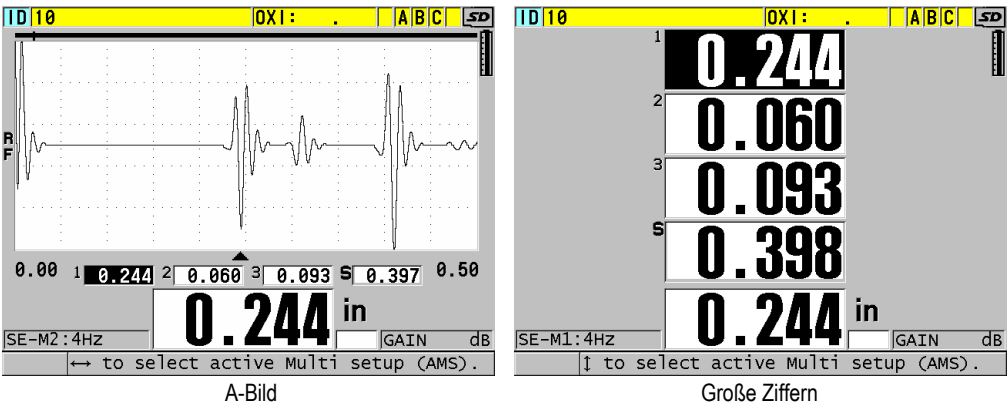 ID 10 OXI: . A B C SD
RF
0.00 1 0.244 2 0.060 3 0.093 S 0.397 0.50
0.244 in
SE-M2:4Hz GAIN dB
↔ to select active Multi setup (AMS).
A-Bild
ID 10 OXI: . A B C SD
1 0.244
2 0.060
3 0.093
S 0.398
0.244 in
SE-M1:4Hz GAIN dB
↕ to select active Multi setup (AMS).
Große Ziffern